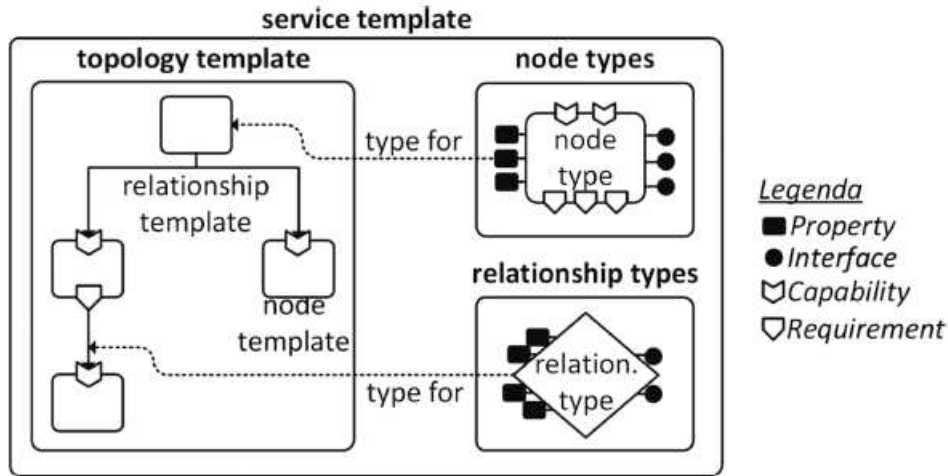 service template
topology template
node types
type for
node
type
relationship
template
Legenda
Property
Interface
Capability
Requirement
relationship types
node
template
relation.
type
type for